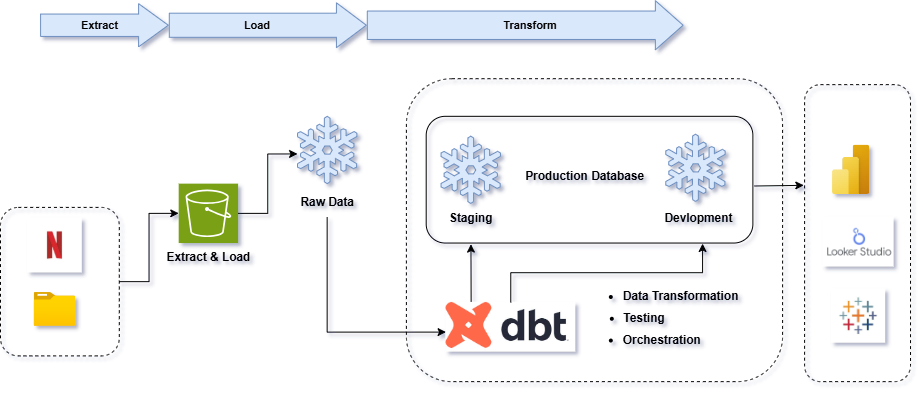 Extract
Load
Transform
Raw Data
Extract & Load
N
Production Database
Staging
Devlopment
dbt
• Data Transformation
• Testing
• Orchestration
Looker Studio